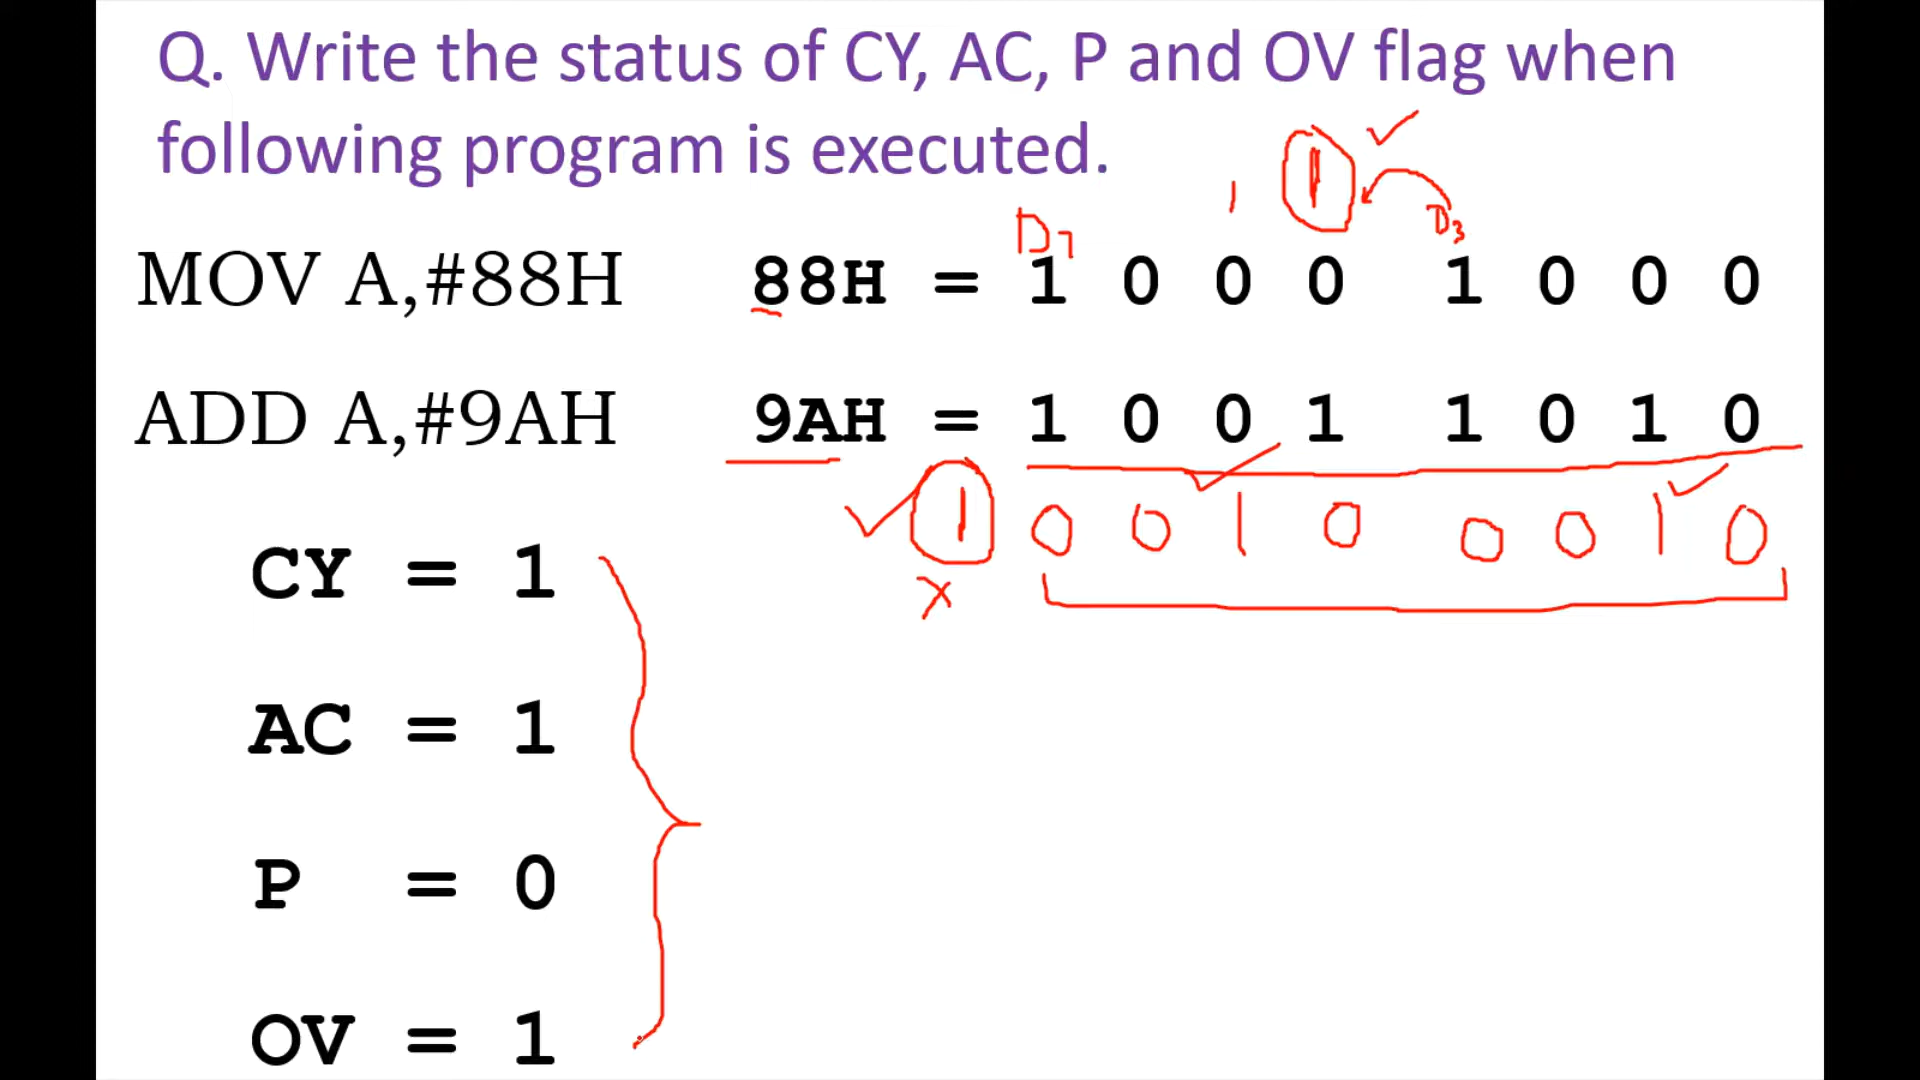 Q. Write the status of CY, AC, P and OV flag when
following program is executed.
1 1
D7 D3
MOV A,#88H 88H = 1 0 0 0 1 0 0 0
ADD A,#9AH 9AH = 1 0 0 1 1 0 1 0
1 0 0 1 0 0 0 1 0
x
CY = 1
AC = 1
P = 0
OV = 1